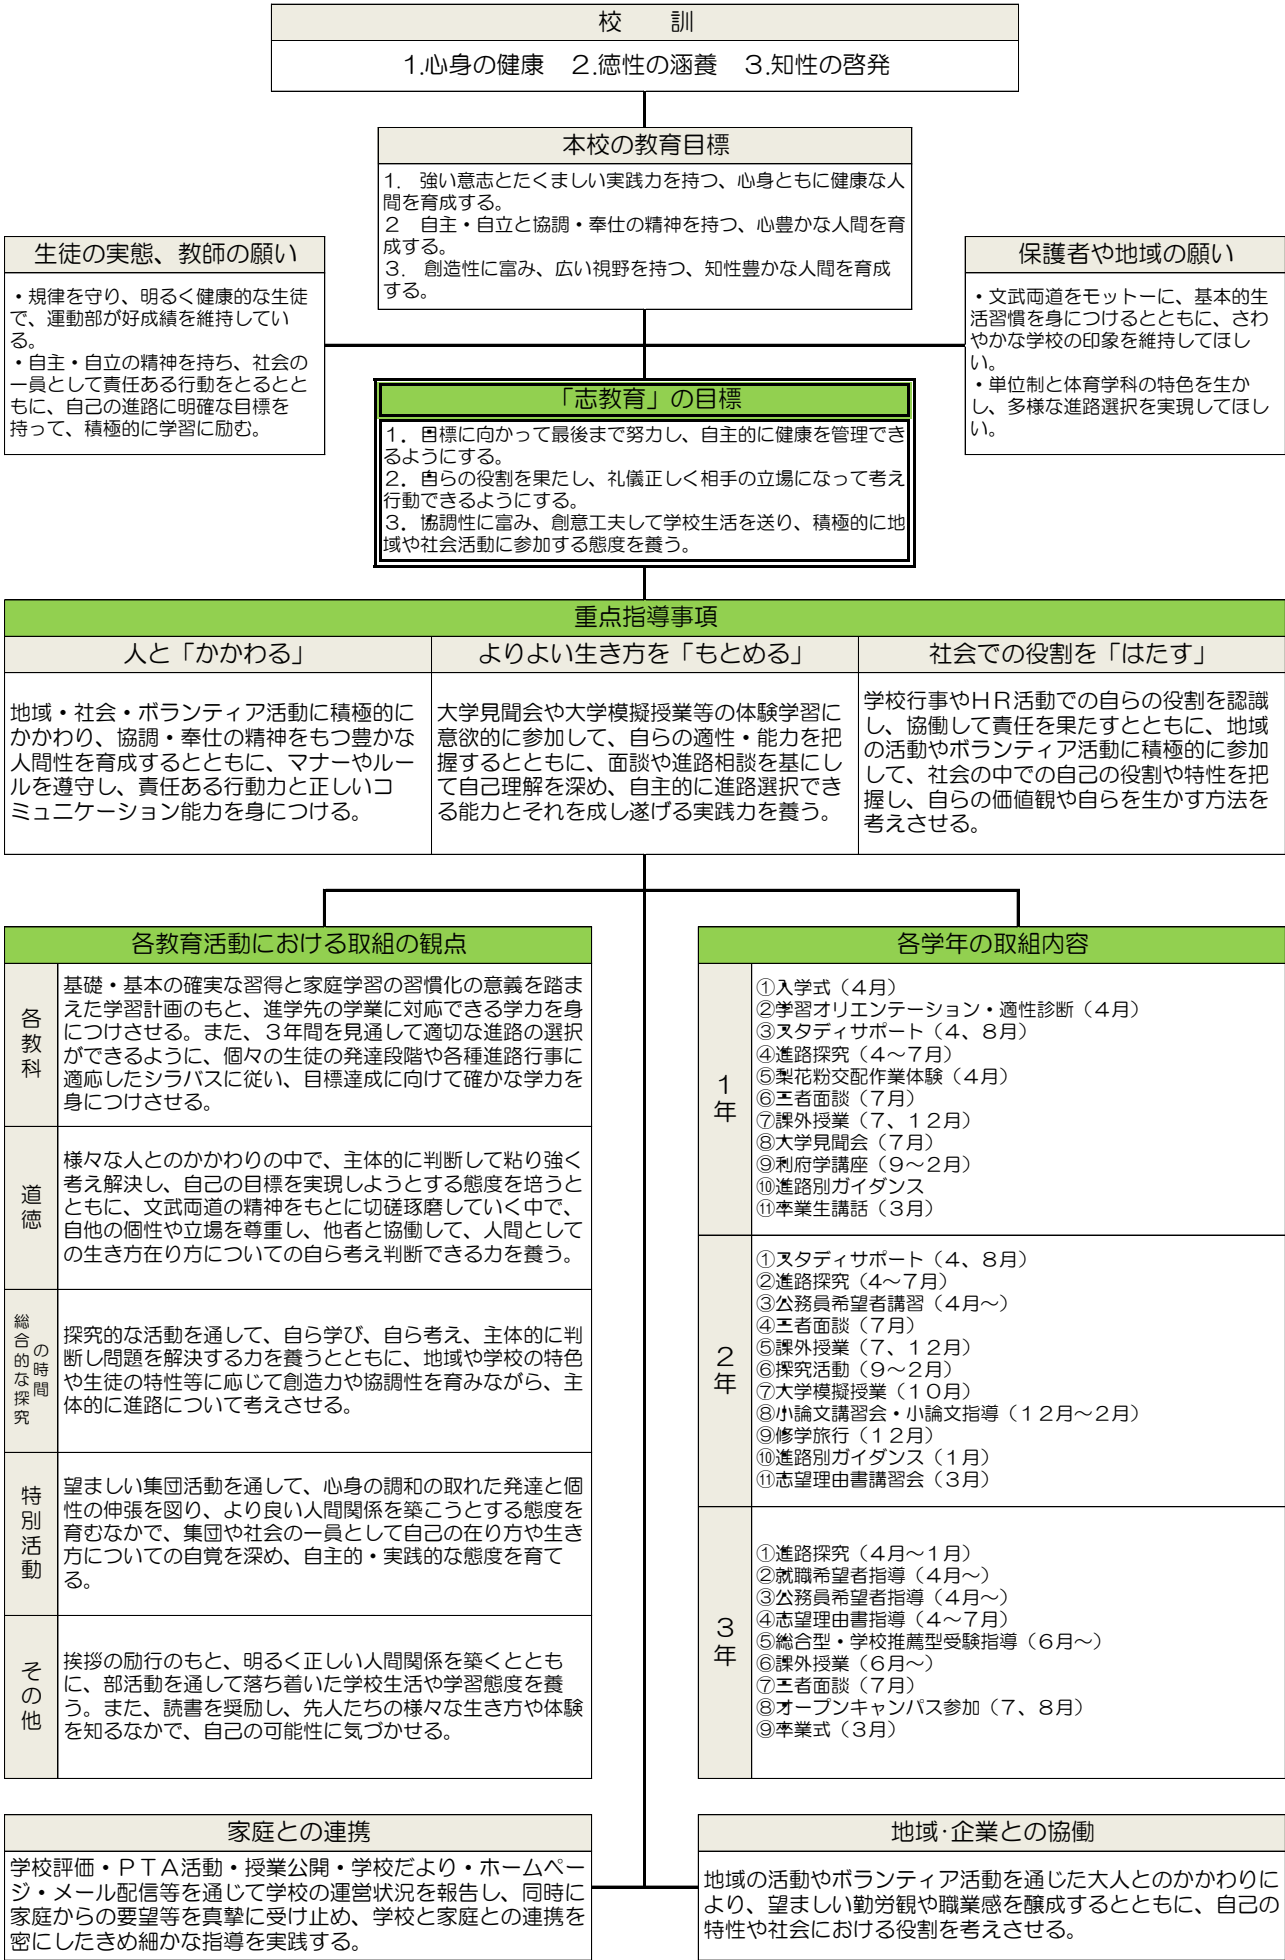 校　訓
1.心身の健康　２.徳性の涵養　３.知性の啓発
本校の教育目標
1.　強い意志とたくましい実践力を持つ、心身ともに健康な人
間を育成する。
２　自主・自立と協調・奉仕の精神を持つ、心豊かな人間を育
成する。
３.　創造性に富み、広い視野を持つ、知性豊かな人間を育成
する。
生徒の実態、教師の願い
・規律を守り、明るく健康的な生徒
で、運動部が好成績を維持してい
る。
・自主・自立の精神を持ち、社会の
一員として責任ある行動をとるとと
もに、自己の進路に明確な目標を
持って、積極的に学習に励む。
保護者や地域の願い
・文武両道をモットーに、基本的生
活習慣を身につけるとともに、さわ
やかな学校の印象を維持してほし
い。
・単位制と体育学科の特色を生か
し、多様な進路選択を実現してほし
い。
「志教育」の目標
１．目標に向かって最後まで努力し、自主的に健康を管理でき
るようにする。
２．自らの役割を果たし、礼儀正しく相手の立場になって考え
行動できるようにする。
３．協調性に富み、創意工夫して学校生活を送り、積極的に地
域や社会活動に参加する態度を養う。
重点指導事項
人と「かかわる」
地域・社会・ボランティア活動に積極的に
かかわり、協調・奉仕の精神をもつ豊かな
人間性を育成するとともに、マナーやルー
ルを遵守し、責任ある行動力と正しいコ
ミュニケーション能力を身につける。
よりよい生き方を「もとめる」
大学見聞会や大学模擬授業等の体験学習に
意欲的に参加して、自らの適性・能力を把
握するとともに、面談や進路相談を基にし
て自己理解を深め、自主的に進路選択でき
る能力とそれを成し遂げる実践力を養う。
社会での役割を「はたす」
学校行事やＨＲ活動での自らの役割を認識
し、協働して責任を果たすとともに、地域
の活動やボランティア活動に積極的に参加
して、社会の中での自己の役割や特性を把
握し、自らの価値観や自らを生かす方法を
考えさせる。
各教育活動における取組の観点
各教科
基礎・基本の確実な習得と家庭学習の習慣化の意義を踏ま
えた学習計画のもと、進学先の学業に対応できる学力を身
につけさせる。また、３年間を見通して適切な進路の選択
ができるように、個々の生徒の発達段階や各種進路行事に
適応したシラバスに従い、目標達成に向けて確かな学力を
身につけさせる。
道徳
様々な人とのかかわりの中で、主体的に判断して粘り強く
考え解決し、自己の目標を実現しようとする態度を培うと
ともに、文武両道の精神をもとに切磋琢磨していく中で、
自他の個性や立場を尊重し、他者と協働して、人間として
の生き方在り方についての自ら考え判断できる力を養う。
総合的な探究
の時間
探究的な活動を通して、自ら学び、自ら考え、主体的に判
断し問題を解決する力を養うとともに、地域や学校の特色
や生徒の特性等に応じて創造力や協調性を育みながら、主
体的に進路について考えさせる。
特別活動
望ましい集団活動を通して、心身の調和の取れた発達と個
性の伸張を図り、より良い人間関係を築こうとする態度を
育むなかで、集団や社会の一員として自己の在り方や生き
方についての自覚を深め、自主的・実践的な態度を育て
る。
その他
挨拶の励行のもと、明るく正しい人間関係を築くととも
に、部活動を通して落ち着いた学校生活や学習態度を養
う。また、読書を奨励し、先人たちの様々な生き方や体験
を知るなかで、自己の可能性に気づかせる。
各学年の取組内容
１年
①入学式（４月）
②学習オリエンテーション・適性診断（４月）
③スタディサポート（４、８月）
④進路探究（４～７月）
⑤梨花粉交配作業体験（４月）
⑥三者面談（７月）
⑦課外授業（７、１２月）
⑧大学見聞会（７月）
⑨利府学講座（９～２月）
⑩進路別ガイダンス
⑪卒業生講話（３月）
２年
①スタディサポート（４、８月）
②進路探究（４～７月）
③公務員希望者講習（４月～）
④三者面談（７月）
⑤課外授業（７、１２月）
⑥探究活動（９～２月）
⑦大学模擬授業（１０月）
⑧小論文講習会・小論文指導（１２月～２月）
⑨修学旅行（１２月）
⑩進路別ガイダンス（１月）
⑪志望理由書講習会（３月）
３年
①進路探究（４月～１月）
②就職希望者指導（４月～）
③公務員希望者指導（４月～）
④志望理由書指導（４～７月）
⑤総合型・学校推薦型受験指導（６月～）
⑥課外授業（６月～）
⑦三者面談（７月）
⑧オープンキャンパス参加（７、８月）
⑨卒業式（３月）
家庭との連携
学校評価・ＰＴＡ活動・授業公開・学校だより・ホームペー
ジ・メール配信等を通じて学校の運営状況を報告し、同時に
家庭からの要望等を真摯に受け止め、学校と家庭との連携を
密にしたきめ細かな指導を実践する。
地域･企業との協働
地域の活動やボランティア活動を通じた大人とのかかわりに
より、望ましい勤労観や職業感を醸成するとともに、自己の
特性や社会における役割を考えさせる。